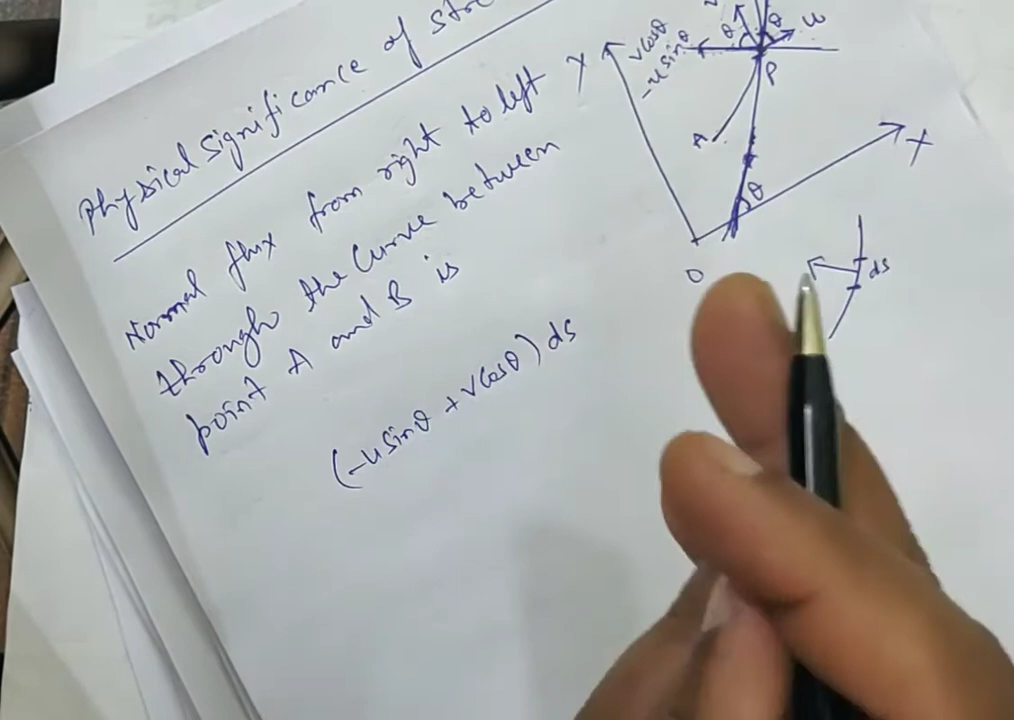 Physical Significance of
Normal flux from right to left
through the Curve between
point A and B is
(-u sinθ + v Cosθ) ds
Y
v Cosθ
-u sinθ
θ
θ
u
P
A
θ
X
O
ds